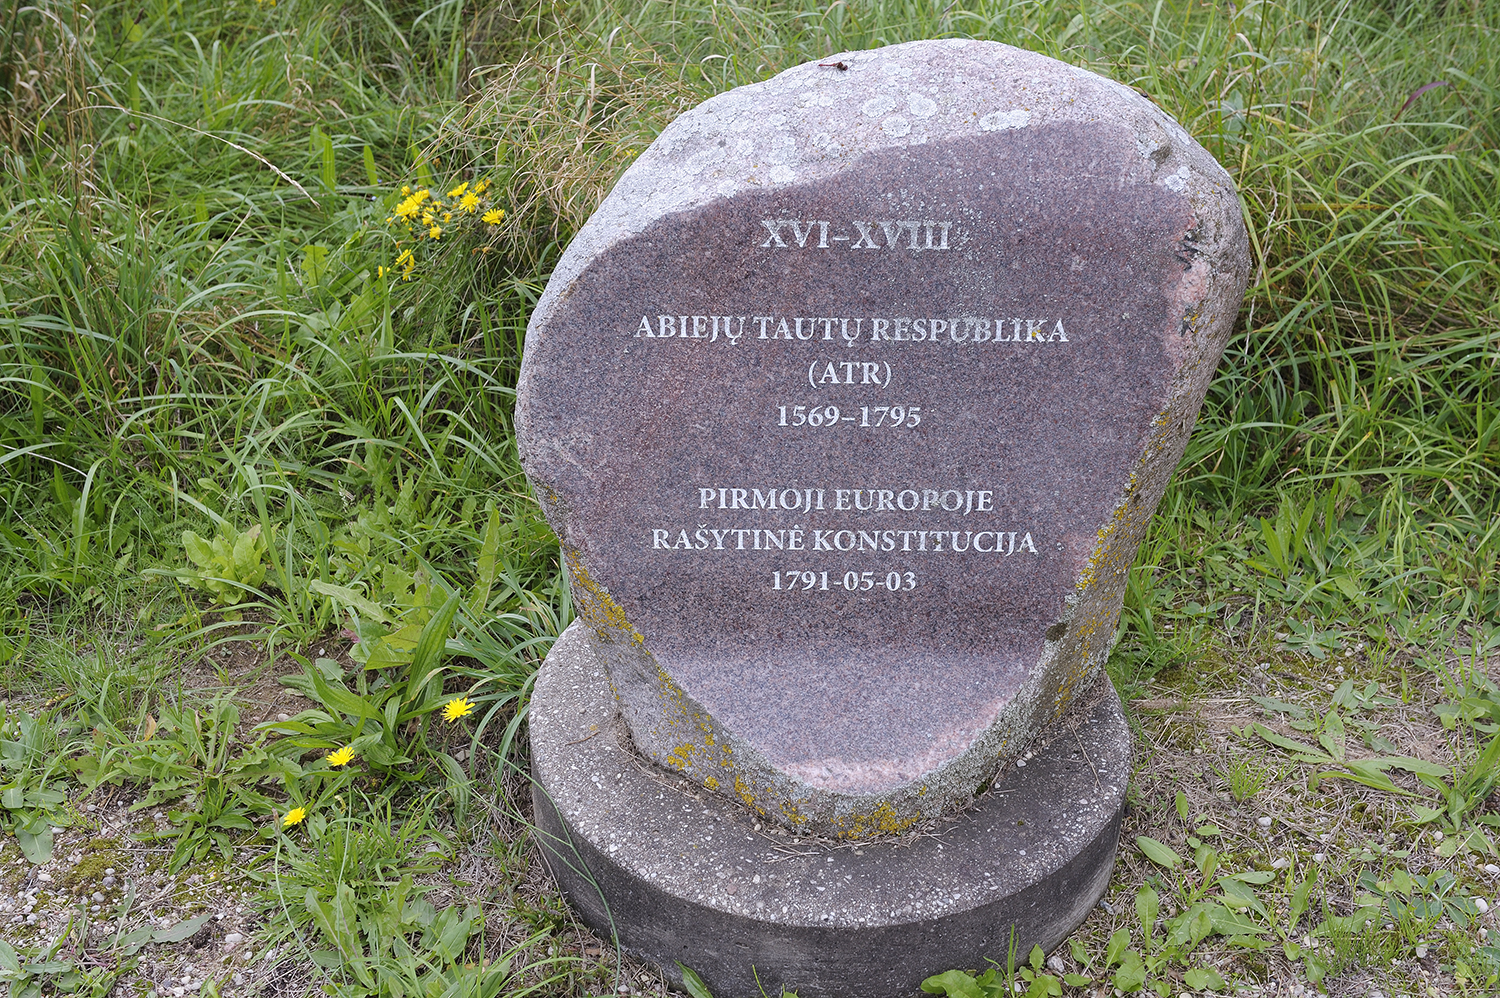 XVI–XVIII
ABIEJŲ TAUTŲ RESPUBLIKA
(ATR)
1569–1795
PIRMOJI EUROPOJE
RAŠYTINĖ KONSTITUCIJA
1791-05-03